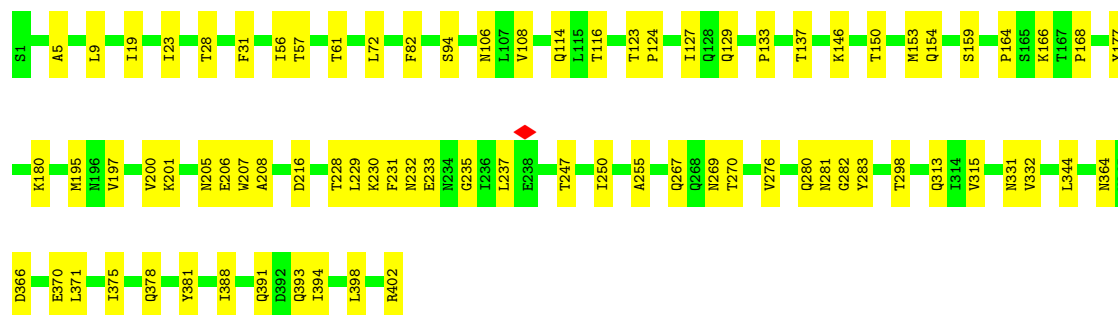 S1 A5 L9 I19 I23 T28 F31 I56 T57 T61 L72 F82 S94 N106 L107 V108 Q114 L115 T116 T123 P124 I127 Q128 Q129 P133 T137 K146 T150 M153 Q154 S159 P164 S165 K166 T167 P168 Y177
K180 M195 N196 V197 V200 K201 N205 E206 W207 A208 D216 T228 L229 K230 F231 N232 E233 N234 G235 I236 L237 E238 T247 I250 A255 Q267 Q268 N269 T270 V276 Q280 N281 G282 Y283 T298 Q313 I314 V315 N331 V332 L344 N364
D366 E370 L371 I375 Q378 Y381 I388 Q391 D392 Q393 I394 L398 R402